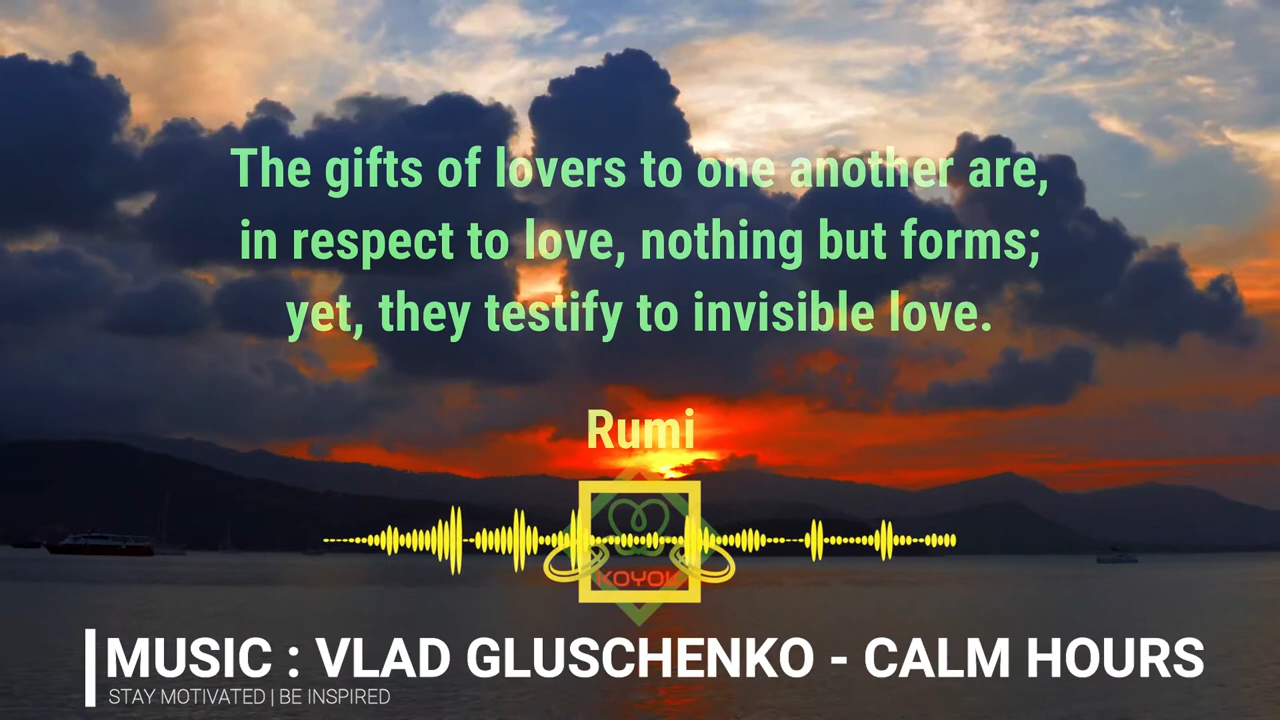 The gifts of lovers to one another are,
in respect to love, nothing but forms;
yet, they testify to invisible love.
Rumi
KOYOK
MUSIC : VLAD GLUSCHENKO - CALM HOURS
STAY MOTIVATED | BE INSPIRED